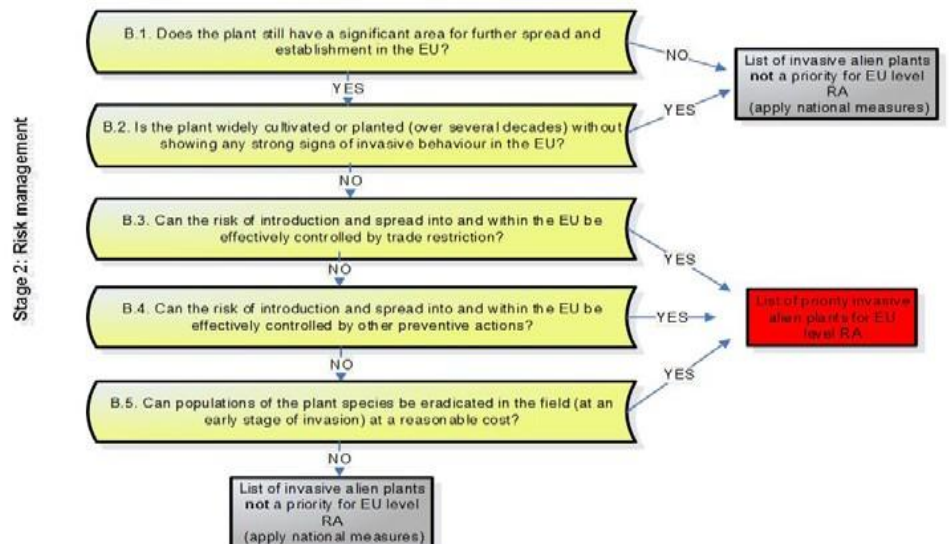 Stage 2: Risk management
B.1. Does the plant still have a significant area for further spread and
establishment in the EU?
NO
List of invasive alien plants
not a priority for EU level
RA
(apply national measures)
YES
YES
B.2. Is the plant widely cultivated or planted (over several decades) without
showing any strong signs of invasive behaviour in the EU?
NO
B.3. Can the risk of introduction and spread into and within the EU be
effectively controlled by trade restriction?
YES
NO
B.4. Can the risk of introduction and spread into and within the EU be
effectively controlled by other preventive actions?
YES
List of priority invasive
alien plants for EU
level RA
NO
YES
B.5. Can populations of the plant species be eradicated in the field (at an
early stage of invasion) at a reasonable cost?
NO
List of invasive alien plants
not a priority for EU level
RA
(apply national measures)